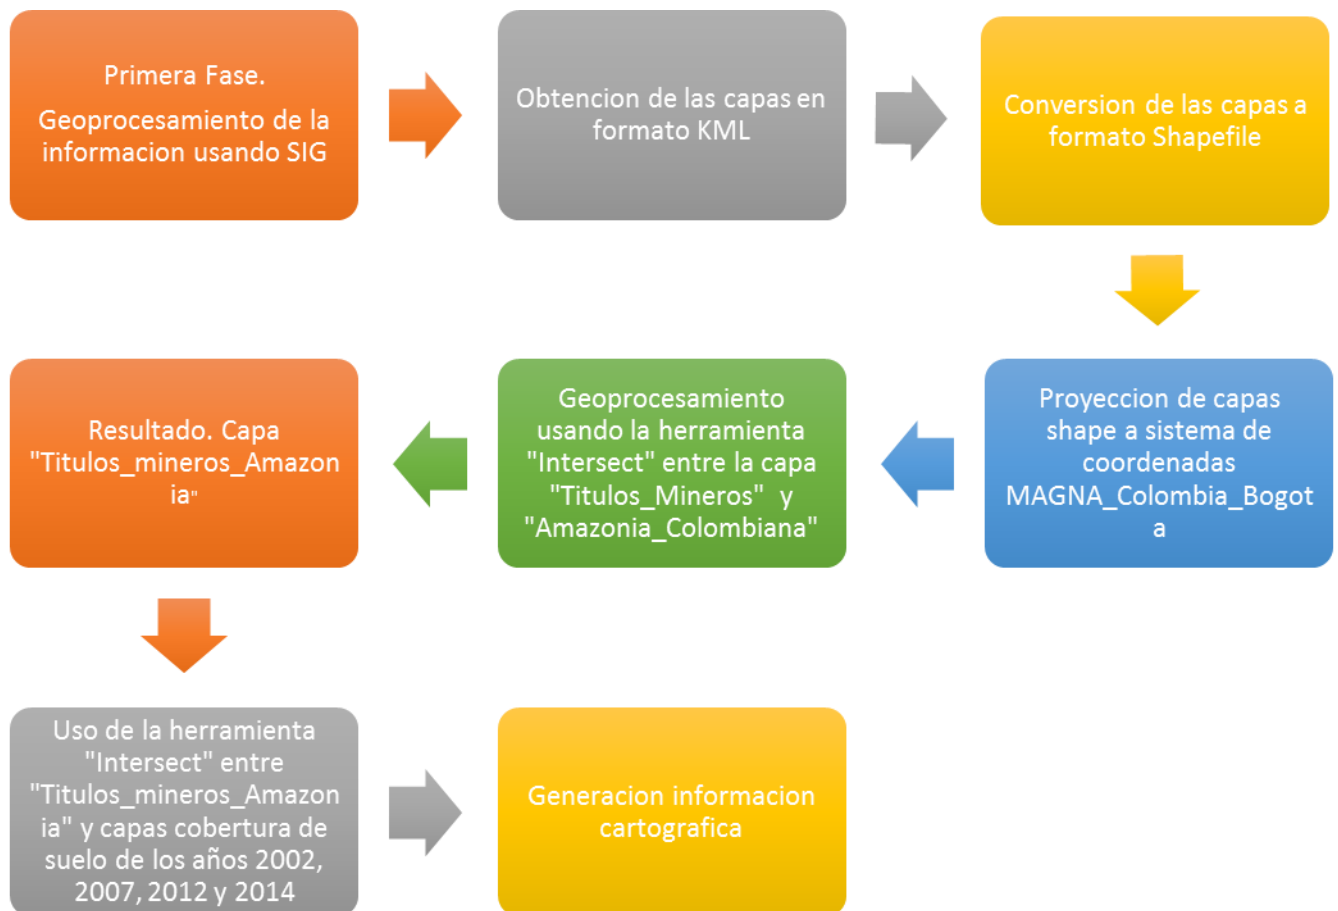 Primera Fase.
Geoprocesamiento de la
informacion usando SIG
Obtencion de las capas en
formato KML
Conversion de las capas a
formato Shapefile
Proyeccion de capas
shape a sistema de
coordenadas
MAGNA_Colombia_Bogot
a
Geoprocesamiento
usando la herramienta
"Intersect" entre la capa
"Titulos_Mineros" y
"Amazonia_Colombiana"
Resultado. Capa
"Titulos_mineros_Amazon
ia"
Uso de la herramienta
"Intersect" entre
"Titulos_mineros_Amazon
ia" y capas cobertura de
suelo de los años 2002,
2007, 2012 y 2014
Generacion informacion
cartografica